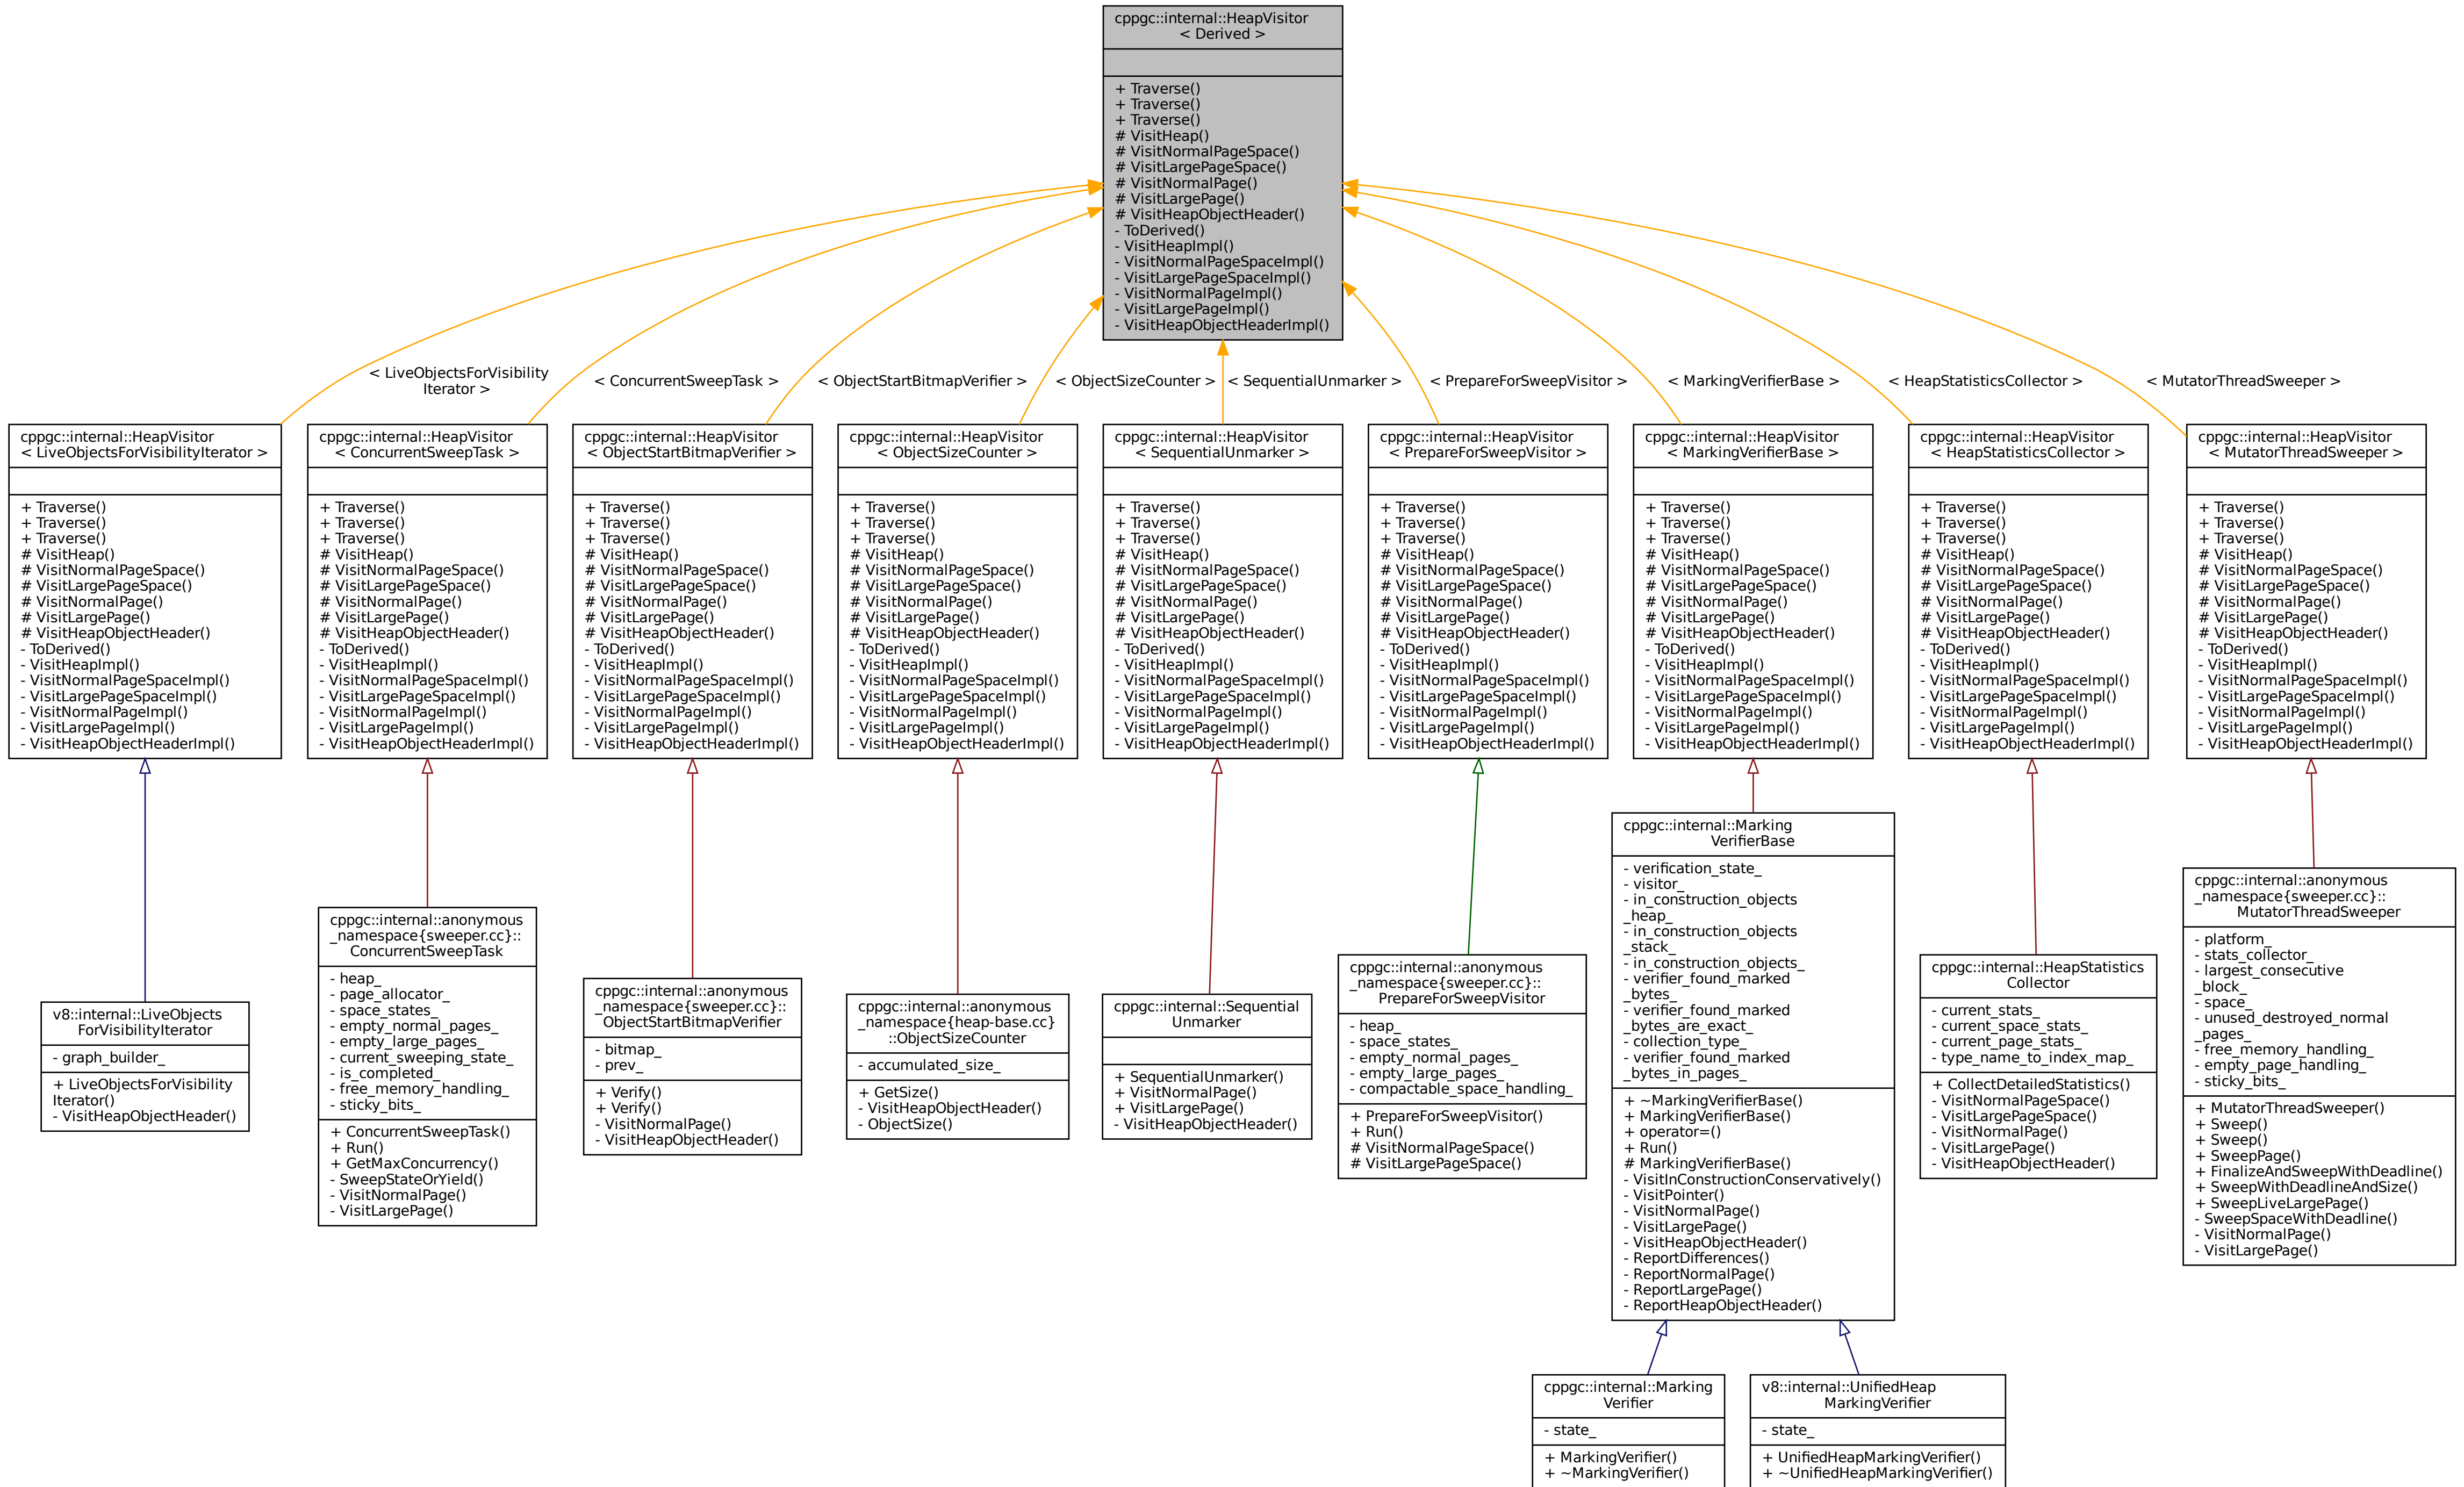 cppgc::internal::HeapVisitor
< Derived >
+ Traverse()
+ Traverse()
+ Traverse()
# VisitHeap()
# VisitNormalPageSpace()
# VisitLargePageSpace()
# VisitNormalPage()
# VisitLargePage()
# VisitHeapObjectHeader()
- ToDerived()
- VisitHeapImpl()
- VisitNormalPageSpaceImpl()
- VisitLargePageSpaceImpl()
- VisitNormalPageImpl()
- VisitLargePageImpl()
- VisitHeapObjectHeaderImpl()
< LiveObjectsForVisibility
Iterator >
< ConcurrentSweepTask >
< ObjectStartBitmapVerifier >
< ObjectSizeCounter >
< SequentialUnmarker >
< PrepareForSweepVisitor >
< MarkingVerifierBase >
< HeapStatisticsCollector >
< MutatorThreadSweeper >
cppgc::internal::HeapVisitor
< LiveObjectsForVisibilityIterator >
+ Traverse()
+ Traverse()
+ Traverse()
# VisitHeap()
# VisitNormalPageSpace()
# VisitLargePageSpace()
# VisitNormalPage()
# VisitLargePage()
# VisitHeapObjectHeader()
- ToDerived()
- VisitHeapImpl()
- VisitNormalPageSpaceImpl()
- VisitLargePageSpaceImpl()
- VisitNormalPageImpl()
- VisitLargePageImpl()
- VisitHeapObjectHeaderImpl()
cppgc::internal::HeapVisitor
< ConcurrentSweepTask >
+ Traverse()
+ Traverse()
+ Traverse()
# VisitHeap()
# VisitNormalPageSpace()
# VisitLargePageSpace()
# VisitNormalPage()
# VisitLargePage()
# VisitHeapObjectHeader()
- ToDerived()
- VisitHeapImpl()
- VisitNormalPageSpaceImpl()
- VisitLargePageSpaceImpl()
- VisitNormalPageImpl()
- VisitLargePageImpl()
- VisitHeapObjectHeaderImpl()
cppgc::internal::HeapVisitor
< ObjectStartBitmapVerifier >
+ Traverse()
+ Traverse()
+ Traverse()
# VisitHeap()
# VisitNormalPageSpace()
# VisitLargePageSpace()
# VisitNormalPage()
# VisitLargePage()
# VisitHeapObjectHeader()
- ToDerived()
- VisitHeapImpl()
- VisitNormalPageSpaceImpl()
- VisitLargePageSpaceImpl()
- VisitNormalPageImpl()
- VisitLargePageImpl()
- VisitHeapObjectHeaderImpl()
cppgc::internal::HeapVisitor
< ObjectSizeCounter >
+ Traverse()
+ Traverse()
+ Traverse()
# VisitHeap()
# VisitNormalPageSpace()
# VisitLargePageSpace()
# VisitNormalPage()
# VisitLargePage()
# VisitHeapObjectHeader()
- ToDerived()
- VisitHeapImpl()
- VisitNormalPageSpaceImpl()
- VisitLargePageSpaceImpl()
- VisitNormalPageImpl()
- VisitLargePageImpl()
- VisitHeapObjectHeaderImpl()
cppgc::internal::HeapVisitor
< SequentialUnmarker >
+ Traverse()
+ Traverse()
+ Traverse()
# VisitHeap()
# VisitNormalPageSpace()
# VisitLargePageSpace()
# VisitNormalPage()
# VisitLargePage()
# VisitHeapObjectHeader()
- ToDerived()
- VisitHeapImpl()
- VisitNormalPageSpaceImpl()
- VisitLargePageSpaceImpl()
- VisitNormalPageImpl()
- VisitLargePageImpl()
- VisitHeapObjectHeaderImpl()
cppgc::internal::HeapVisitor
< PrepareForSweepVisitor >
+ Traverse()
+ Traverse()
+ Traverse()
# VisitHeap()
# VisitNormalPageSpace()
# VisitLargePageSpace()
# VisitNormalPage()
# VisitLargePage()
# VisitHeapObjectHeader()
- ToDerived()
- VisitHeapImpl()
- VisitNormalPageSpaceImpl()
- VisitLargePageSpaceImpl()
- VisitNormalPageImpl()
- VisitLargePageImpl()
- VisitHeapObjectHeaderImpl()
cppgc::internal::HeapVisitor
< MarkingVerifierBase >
+ Traverse()
+ Traverse()
+ Traverse()
# VisitHeap()
# VisitNormalPageSpace()
# VisitLargePageSpace()
# VisitNormalPage()
# VisitLargePage()
# VisitHeapObjectHeader()
- ToDerived()
- VisitHeapImpl()
- VisitNormalPageSpaceImpl()
- VisitLargePageSpaceImpl()
- VisitNormalPageImpl()
- VisitLargePageImpl()
- VisitHeapObjectHeaderImpl()
cppgc::internal::HeapVisitor
< HeapStatisticsCollector >
+ Traverse()
+ Traverse()
+ Traverse()
# VisitHeap()
# VisitNormalPageSpace()
# VisitLargePageSpace()
# VisitNormalPage()
# VisitLargePage()
# VisitHeapObjectHeader()
- ToDerived()
- VisitHeapImpl()
- VisitNormalPageSpaceImpl()
- VisitLargePageSpaceImpl()
- VisitNormalPageImpl()
- VisitLargePageImpl()
- VisitHeapObjectHeaderImpl()
cppgc::internal::HeapVisitor
< MutatorThreadSweeper >
+ Traverse()
+ Traverse()
+ Traverse()
# VisitHeap()
# VisitNormalPageSpace()
# VisitLargePageSpace()
# VisitNormalPage()
# VisitLargePage()
# VisitHeapObjectHeader()
- ToDerived()
- VisitHeapImpl()
- VisitNormalPageSpaceImpl()
- VisitLargePageSpaceImpl()
- VisitNormalPageImpl()
- VisitLargePageImpl()
- VisitHeapObjectHeaderImpl()
v8::internal::LiveObjects
ForVisibilityIterator
- graph_builder_
+ LiveObjectsForVisibility
Iterator()
- VisitHeapObjectHeader()
cppgc::internal::anonymous
_namespace{sweeper.cc}::
ConcurrentSweepTask
- heap_
- page_allocator_
- space_states_
- empty_normal_pages_
- empty_large_pages_
- current_sweeping_state_
- is_completed_
- free_memory_handling_
- sticky_bits_
+ ConcurrentSweepTask()
+ Run()
+ GetMaxConcurrency()
- SweepStateOrYield()
- VisitNormalPage()
- VisitLargePage()
cppgc::internal::anonymous
_namespace{sweeper.cc}::
ObjectStartBitmapVerifier
- bitmap_
- prev_
+ Verify()
+ Verify()
- VisitNormalPage()
- VisitHeapObjectHeader()
cppgc::internal::anonymous
_namespace{heap-base.cc}
::ObjectSizeCounter
- accumulated_size_
+ GetSize()
- VisitHeapObjectHeader()
- ObjectSize()
cppgc::internal::Sequential
Unmarker
+ SequentialUnmarker()
+ VisitNormalPage()
+ VisitLargePage()
- VisitHeapObjectHeader()
cppgc::internal::anonymous
_namespace{sweeper.cc}::
PrepareForSweepVisitor
- heap_
- space_states_
- empty_normal_pages_
- empty_large_pages_
- compactable_space_handling_
+ PrepareForSweepVisitor()
+ Run()
# VisitNormalPageSpace()
# VisitLargePageSpace()
cppgc::internal::Marking
VerifierBase
- verification_state_
- visitor_
- in_construction_objects
_heap_
- in_construction_objects
_stack_
- in_construction_objects_
- verifier_found_marked
_bytes_
- verifier_found_marked
_bytes_are_exact_
- collection_type_
- verifier_found_marked
_bytes_in_pages_
+ ~MarkingVerifierBase()
+ MarkingVerifierBase()
+ operator=()
+ Run()
# MarkingVerifierBase()
- VisitInConstructionConservatively()
- VisitPointer()
- VisitNormalPage()
- VisitLargePage()
- VisitHeapObjectHeader()
- ReportDifferences()
- ReportNormalPage()
- ReportLargePage()
- ReportHeapObjectHeader()
cppgc::internal::HeapStatistics
Collector
- current_stats_
- current_space_stats_
- current_page_stats_
- type_name_to_index_map_
+ CollectDetailedStatistics()
- VisitNormalPageSpace()
- VisitLargePageSpace()
- VisitNormalPage()
- VisitLargePage()
- VisitHeapObjectHeader()
cppgc::internal::anonymous
_namespace{sweeper.cc}::
MutatorThreadSweeper
- platform_
- stats_collector_
- largest_consecutive
_block_
- space_
- unused_destroyed_normal
_pages_
- free_memory_handling_
- empty_page_handling_
- sticky_bits_
+ MutatorThreadSweeper()
+ Sweep()
+ Sweep()
+ SweepPage()
+ FinalizeAndSweepWithDeadline()
+ SweepWithDeadlineAndSize()
+ SweepLiveLargePage()
- SweepSpaceWithDeadline()
- VisitNormalPage()
- VisitLargePage()
cppgc::internal::Marking
Verifier
- state_
+ MarkingVerifier()
+ ~MarkingVerifier()
v8::internal::UnifiedHeap
MarkingVerifier
- state_
+ UnifiedHeapMarkingVerifier()
+ ~UnifiedHeapMarkingVerifier()